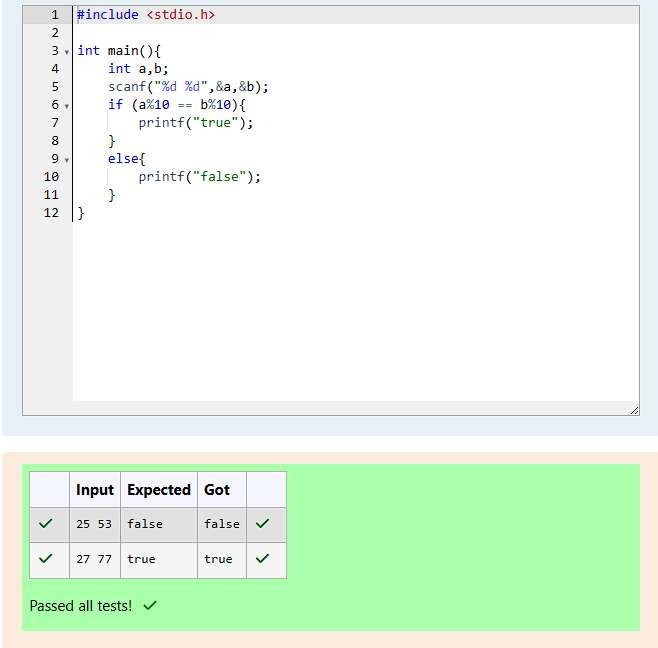 1 #include <stdio.h>
2
3 int main(){
4     int a,b;
5     scanf("%d %d",&a,&b);
6     if (a%10 == b%10){
7         printf("true");
8     }
9     else{
10         printf("false");
11     }
12 }
Input Expected Got
✓ 25 53 false false ✓
✓ 27 77 true true ✓
Passed all tests! ✓